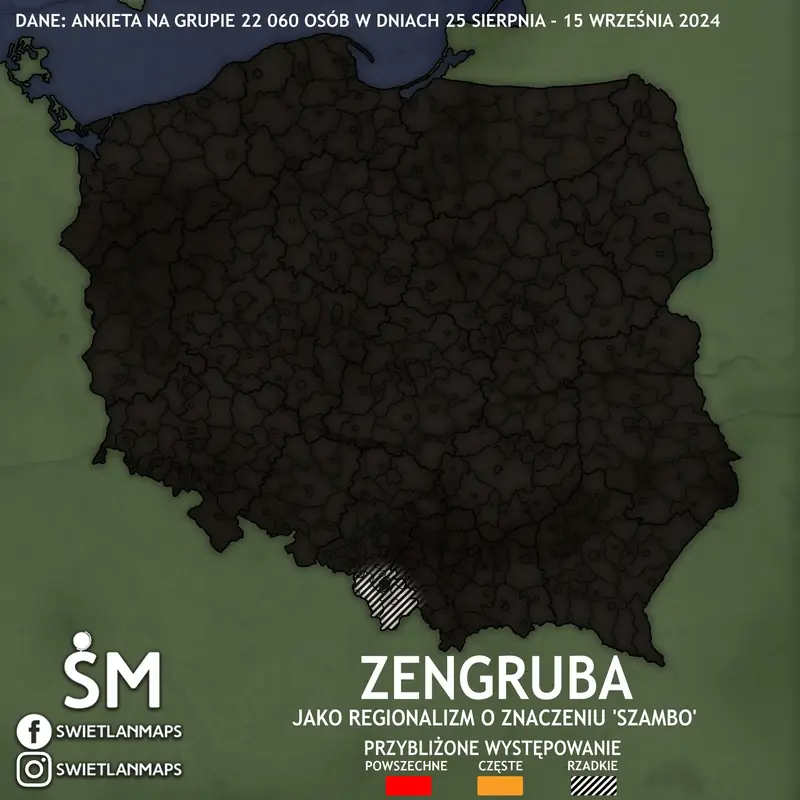 DANE: ANKIETA NA GRUPIE 22 060 OSÓB W DNIACH 25 SIERPNIA - 15 WRZEŚNIA 2024
ŚM
SWIETLANMAPS
SWIETLANMAPS
ZENGRUBA
JAKO REGIONALIZM O ZNACZENIU 'SZAMBO'
PRZYBLIŻONE WYSTĘPOWANIE
POWSZECHNE CZĘSTE RZADKIE